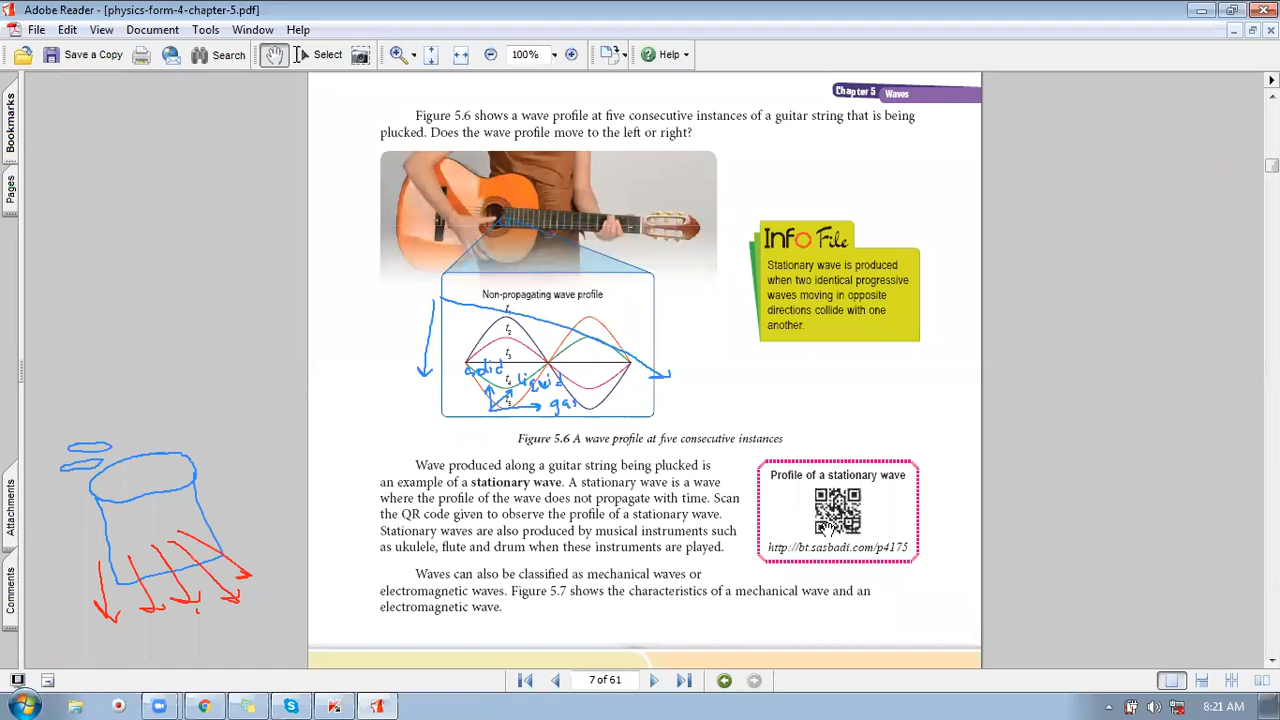 Adobe Reader - [physics-form-4-chapter-5.pdf]
File Edit View Document Tools Window Help
Save a Copy Search Select 100% Help
Bookmarks
Pages
Attachments
Comments
Chapter 5 Waves
Figure 5.6 shows a wave profile at five consecutive instances of a guitar string that is being
plucked. Does the wave profile move to the left or right?
Info File
Stationary wave is produced
when two identical progressive
waves moving in opposite
directions collide with one
another.
Non-propagating wave profile
t1
t2
t3
solid
t4
liquid
t5
gas
Figure 5.6 A wave profile at five consecutive instances
Wave produced along a guitar string being plucked is
an example of a stationary wave. A stationary wave is a wave
where the profile of the wave does not propagate with time. Scan
the QR code given to observe the profile of a stationary wave.
Stationary waves are also produced by musical instruments such
as ukulele, flute and drum when these instruments are played.
Profile of a stationary wave
http://bt.sasbadi.com/p4175
Waves can also be classified as mechanical waves or
electromagnetic waves. Figure 5.7 shows the characteristics of a mechanical wave and an
electromagnetic wave.
7 of 61
8:21 AM